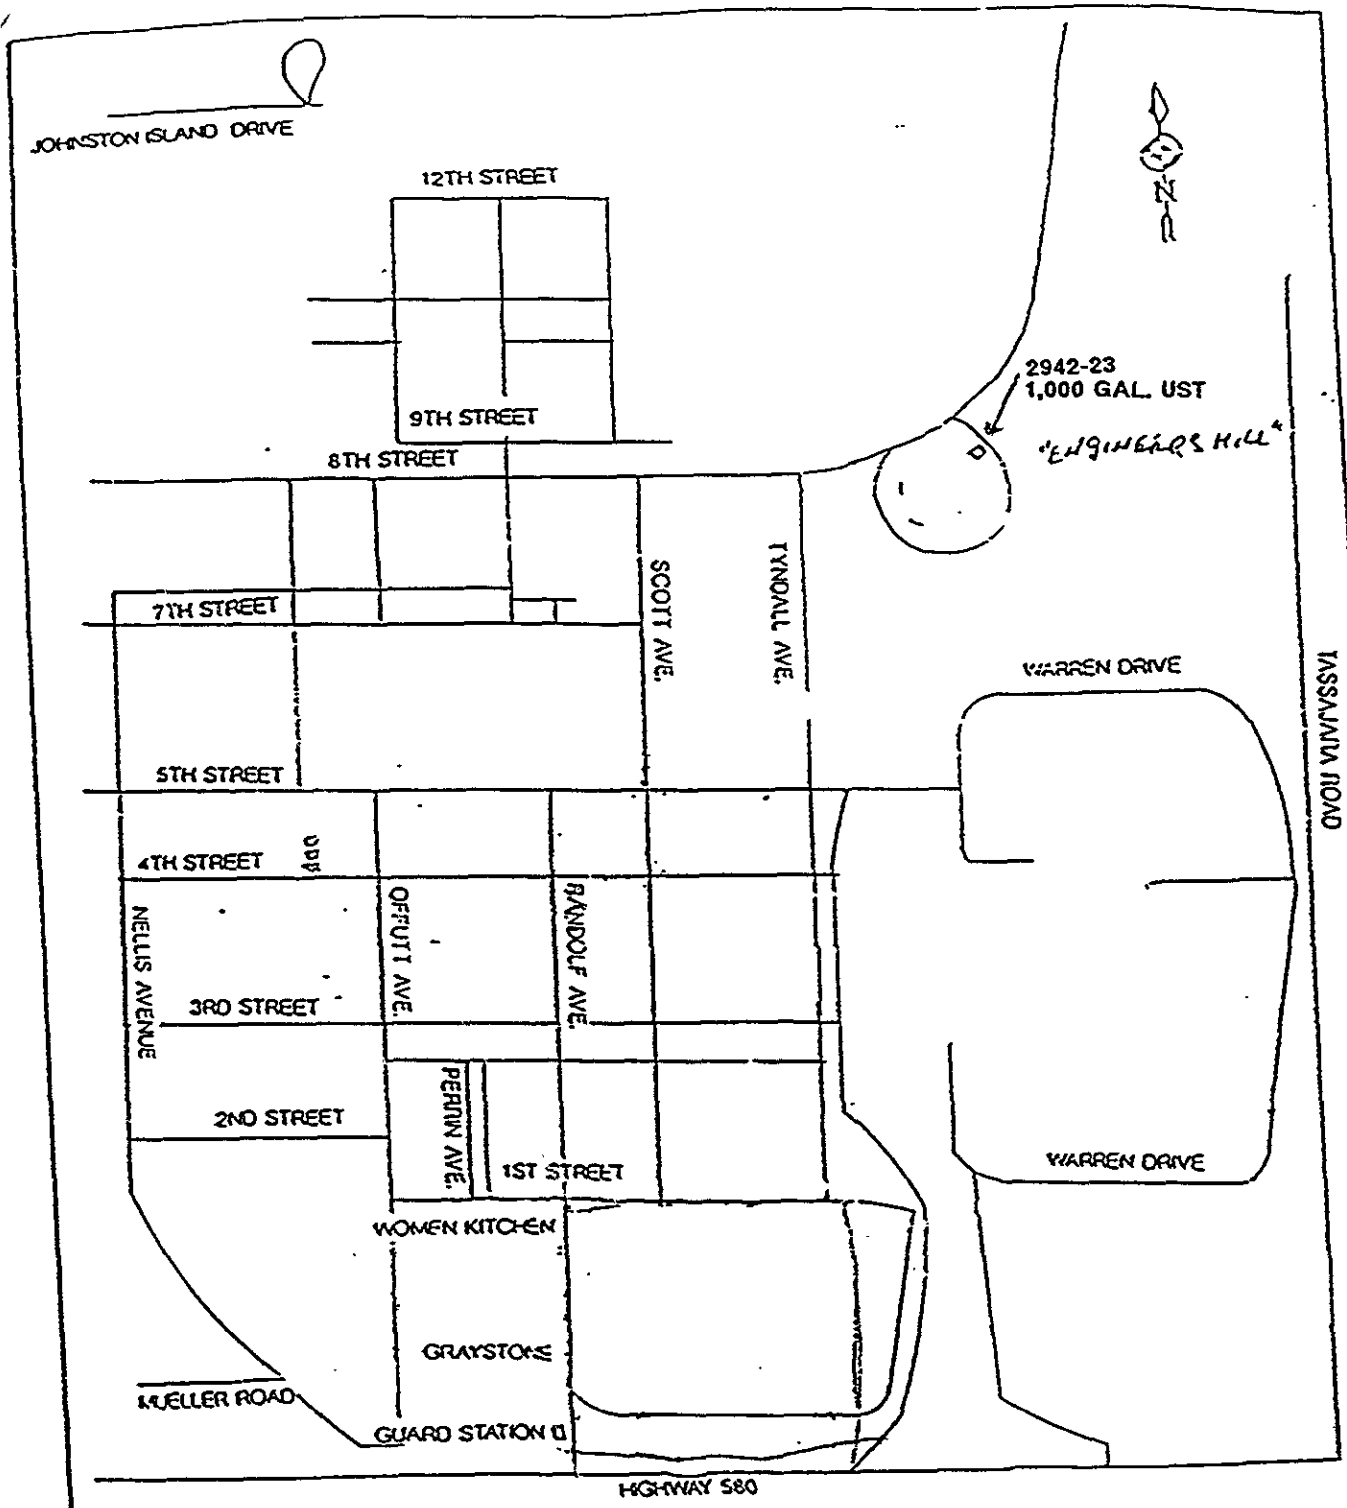 JOHNSTON ISLAND DRIVE
12TH STREET
N
2942-23
1,000 GAL. UST
"ENGINEERS HILL"
9TH STREET
8TH STREET
SCOTT AVE.
TYNDALL AVE.
7TH STREET
WARREN DRIVE
TASSAJARA ROAD
5TH STREET
4TH STREET
NELLIS AVENUE
OFFUTT AVE.
RANDOLF AVE.
3RD STREET
PERRIN AVE.
2ND STREET
1ST STREET
WARREN DRIVE
WOMEN KITCHEN
GRAYSTONE
MUELLER ROAD
GUARD STATION
HIGHWAY 580